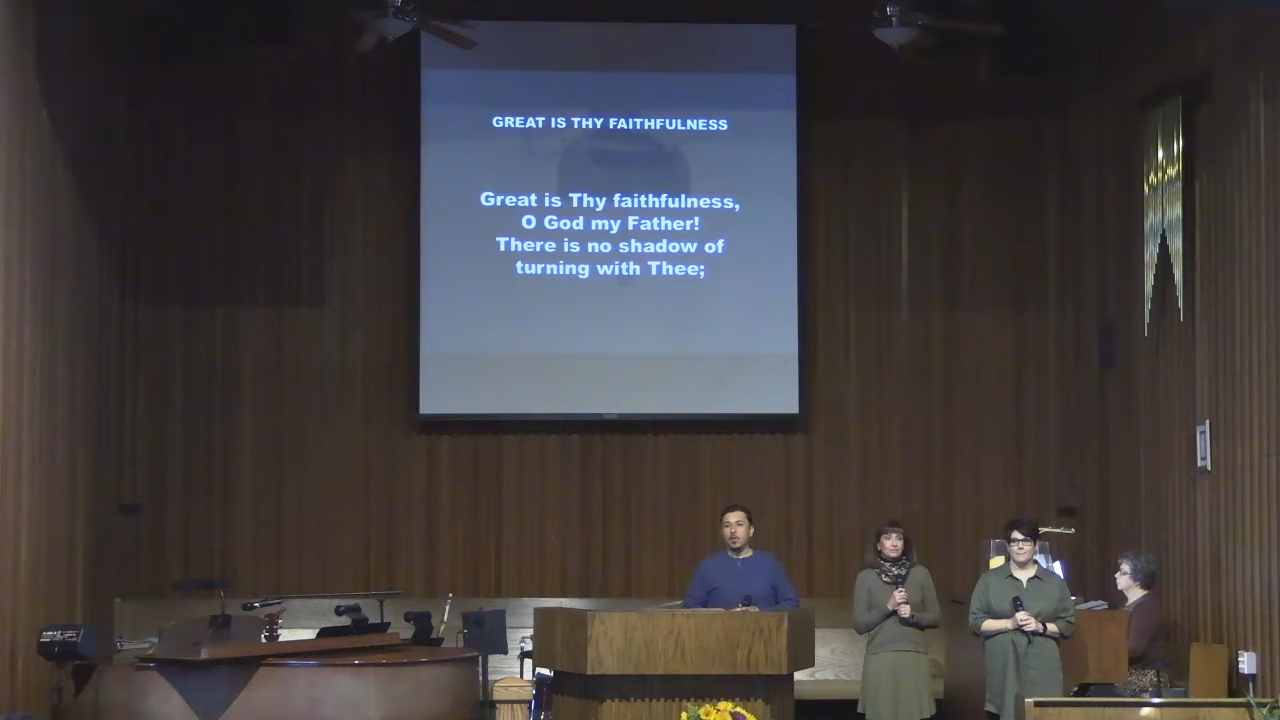 GREAT IS THY FAITHFULNESS
Great is Thy faithfulness,
O God my Father!
There is no shadow of
turning with Thee;